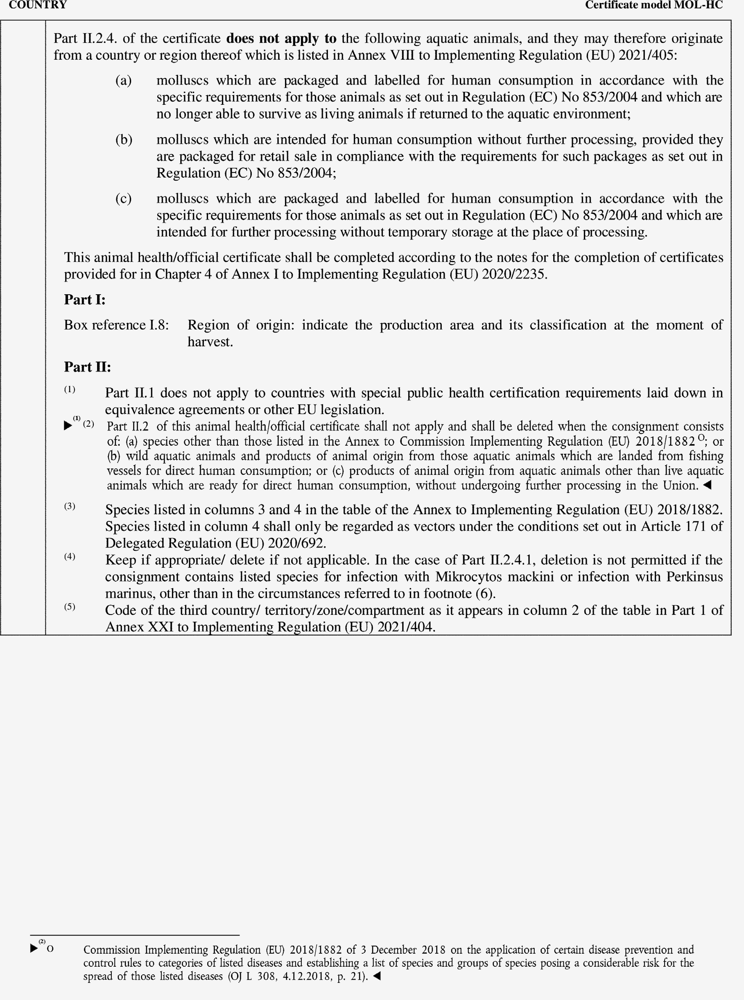 COUNTRY Certificate model MOL-HC
Part II.2.4. of the certificate does not apply to the following aquatic animals, and they may therefore originate
from a country or region thereof which is listed in Annex VIII to Implementing Regulation (EU) 2021/405:
(a) molluscs which are packaged and labelled for human consumption in accordance with the
specific requirements for those animals as set out in Regulation (EC) No 853/2004 and which are
no longer able to survive as living animals if returned to the aquatic environment;
(b) molluscs which are intended for human consumption without further processing, provided they
are packaged for retail sale in compliance with the requirements for such packages as set out in
Regulation (EC) No 853/2004;
(c) molluscs which are packaged and labelled for human consumption in accordance with the
specific requirements for those animals as set out in Regulation (EC) No 853/2004 and which are
intended for further processing without temporary storage at the place of processing.
This animal health/official certificate shall be completed according to the notes for the completion of certificates
provided for in Chapter 4 of Annex I to Implementing Regulation (EU) 2020/2235.
Part I:
Box reference I.8: Region of origin: indicate the production area and its classification at the moment of
harvest.
Part II:
(1) Part II.1 does not apply to countries with special public health certification requirements laid down in
equivalence agreements or other EU legislation.
▶(1) (2) Part II.2 of this animal health/official certificate shall not apply and shall be deleted when the consignment consists
of: (a) species other than those listed in the Annex to Commission Implementing Regulation (EU) 2018/1882 O; or
(b) wild aquatic animals and products of animal origin from those aquatic animals which are landed from fishing
vessels for direct human consumption; or (c) products of animal origin from aquatic animals other than live aquatic
animals which are ready for direct human consumption, without undergoing further processing in the Union. ◀
(3) Species listed in columns 3 and 4 in the table of the Annex to Implementing Regulation (EU) 2018/1882.
Species listed in column 4 shall only be regarded as vectors under the conditions set out in Article 171 of
Delegated Regulation (EU) 2020/692.
(4) Keep if appropriate/ delete if not applicable. In the case of Part II.2.4.1, deletion is not permitted if the
consignment contains listed species for infection with Mikrocytos mackini or infection with Perkinsus
marinus, other than in the circumstances referred to in footnote (6).
(5) Code of the third country/ territory/zone/compartment as it appears in column 2 of the table in Part 1 of
Annex XXI to Implementing Regulation (EU) 2021/404.
▶(2) O Commission Implementing Regulation (EU) 2018/1882 of 3 December 2018 on the application of certain disease prevention and
control rules to categories of listed diseases and establishing a list of species and groups of species posing a considerable risk for the
spread of those listed diseases (OJ L 308, 4.12.2018, p. 21). ◀